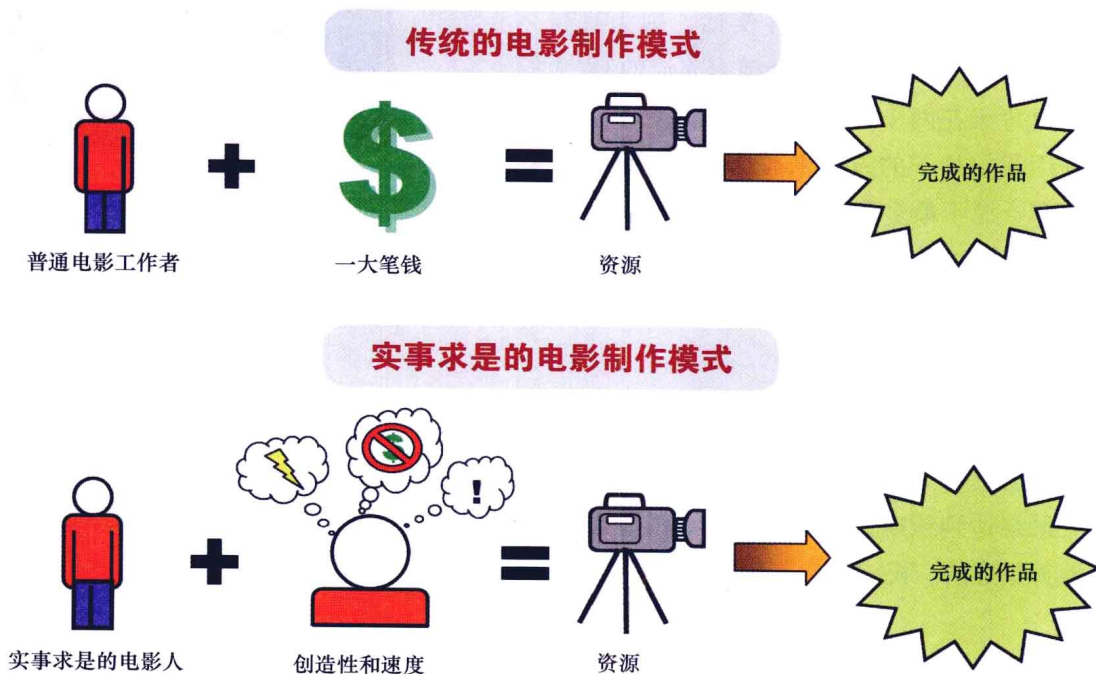 传统的电影制作模式
普通电影工作者
一大笔钱
资源
完成的作品
实事求是的电影制作模式
!
实事求是的电影人
创造性和速度
资源
完成的作品